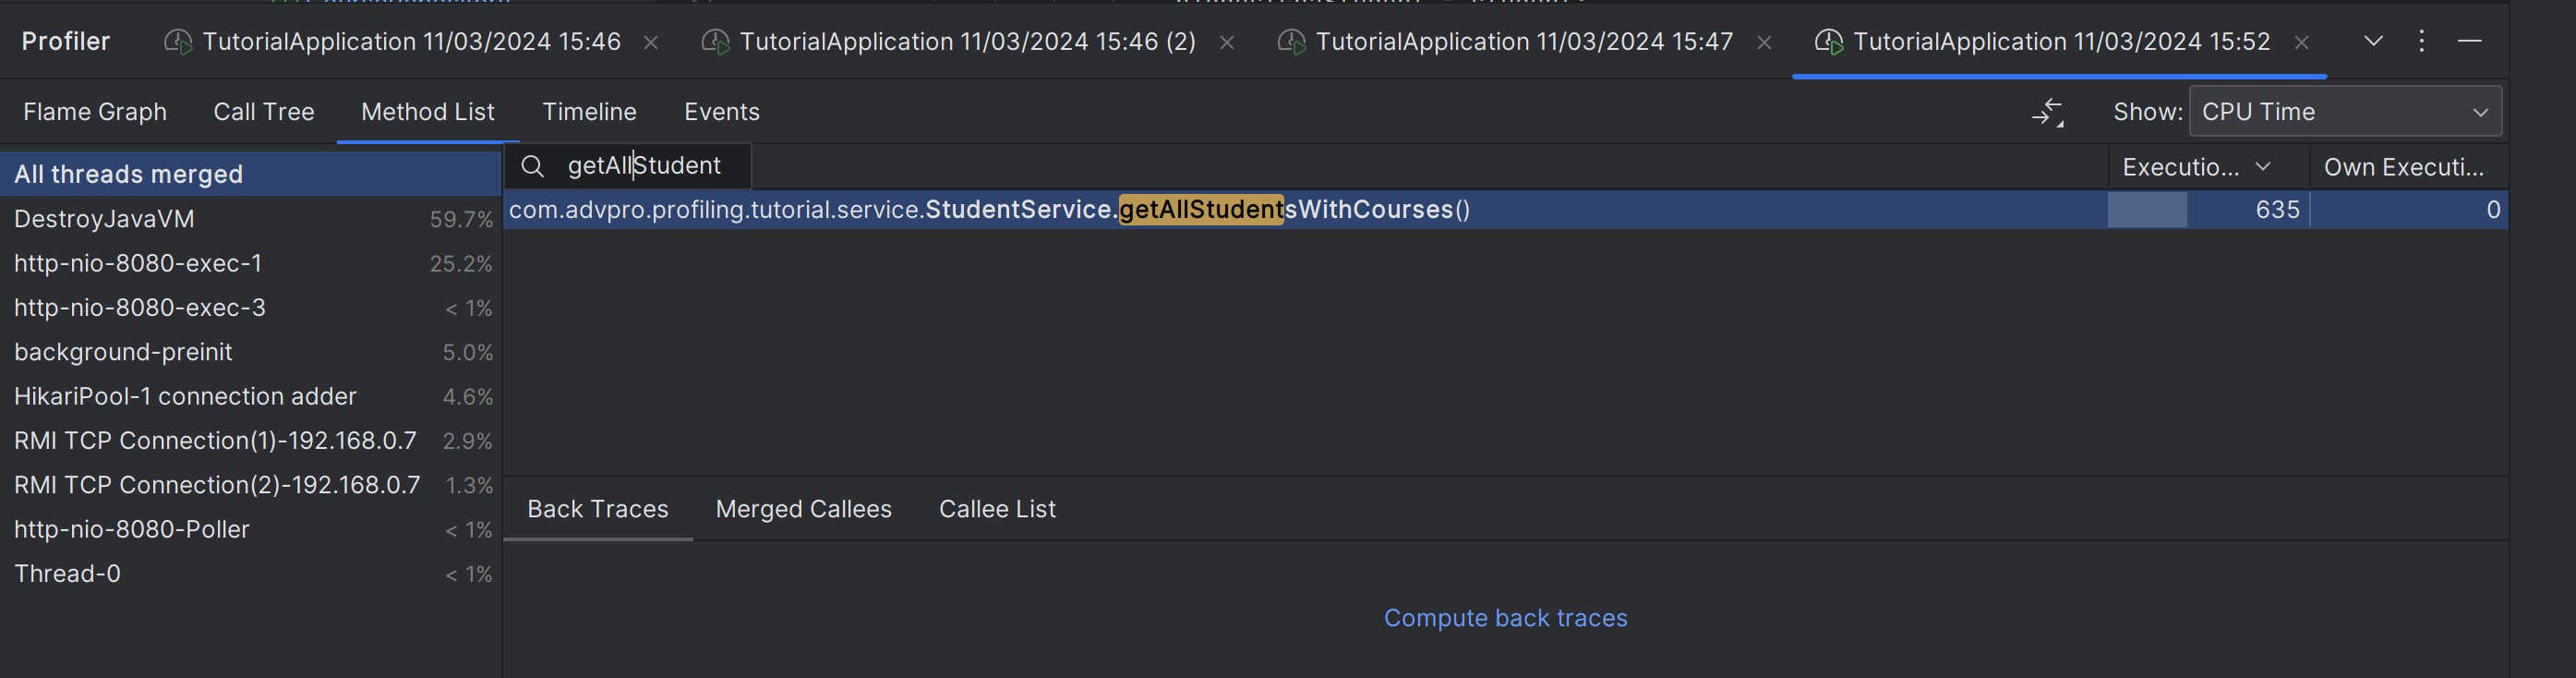 Profiler TutorialApplication 11/03/2024 15:46 TutorialApplication 11/03/2024 15:46 (2) TutorialApplication 11/03/2024 15:47 TutorialApplication 11/03/2024 15:52
Flame Graph Call Tree Method List Timeline Events Show: CPU Time
All threads merged
DestroyJavaVM 59.7%
http-nio-8080-exec-1 25.2%
http-nio-8080-exec-3 < 1%
background-preinit 5.0%
HikariPool-1 connection adder 4.6%
RMI TCP Connection(1)-192.168.0.7 2.9%
RMI TCP Connection(2)-192.168.0.7 1.3%
http-nio-8080-Poller < 1%
Thread-0 < 1%
getAllStudent Executio... Own Executi...
com.advpro.profiling.tutorial.service.StudentService.getAllStudentsWithCourses() 635 0
Back Traces Merged Callees Callee List
Compute back traces